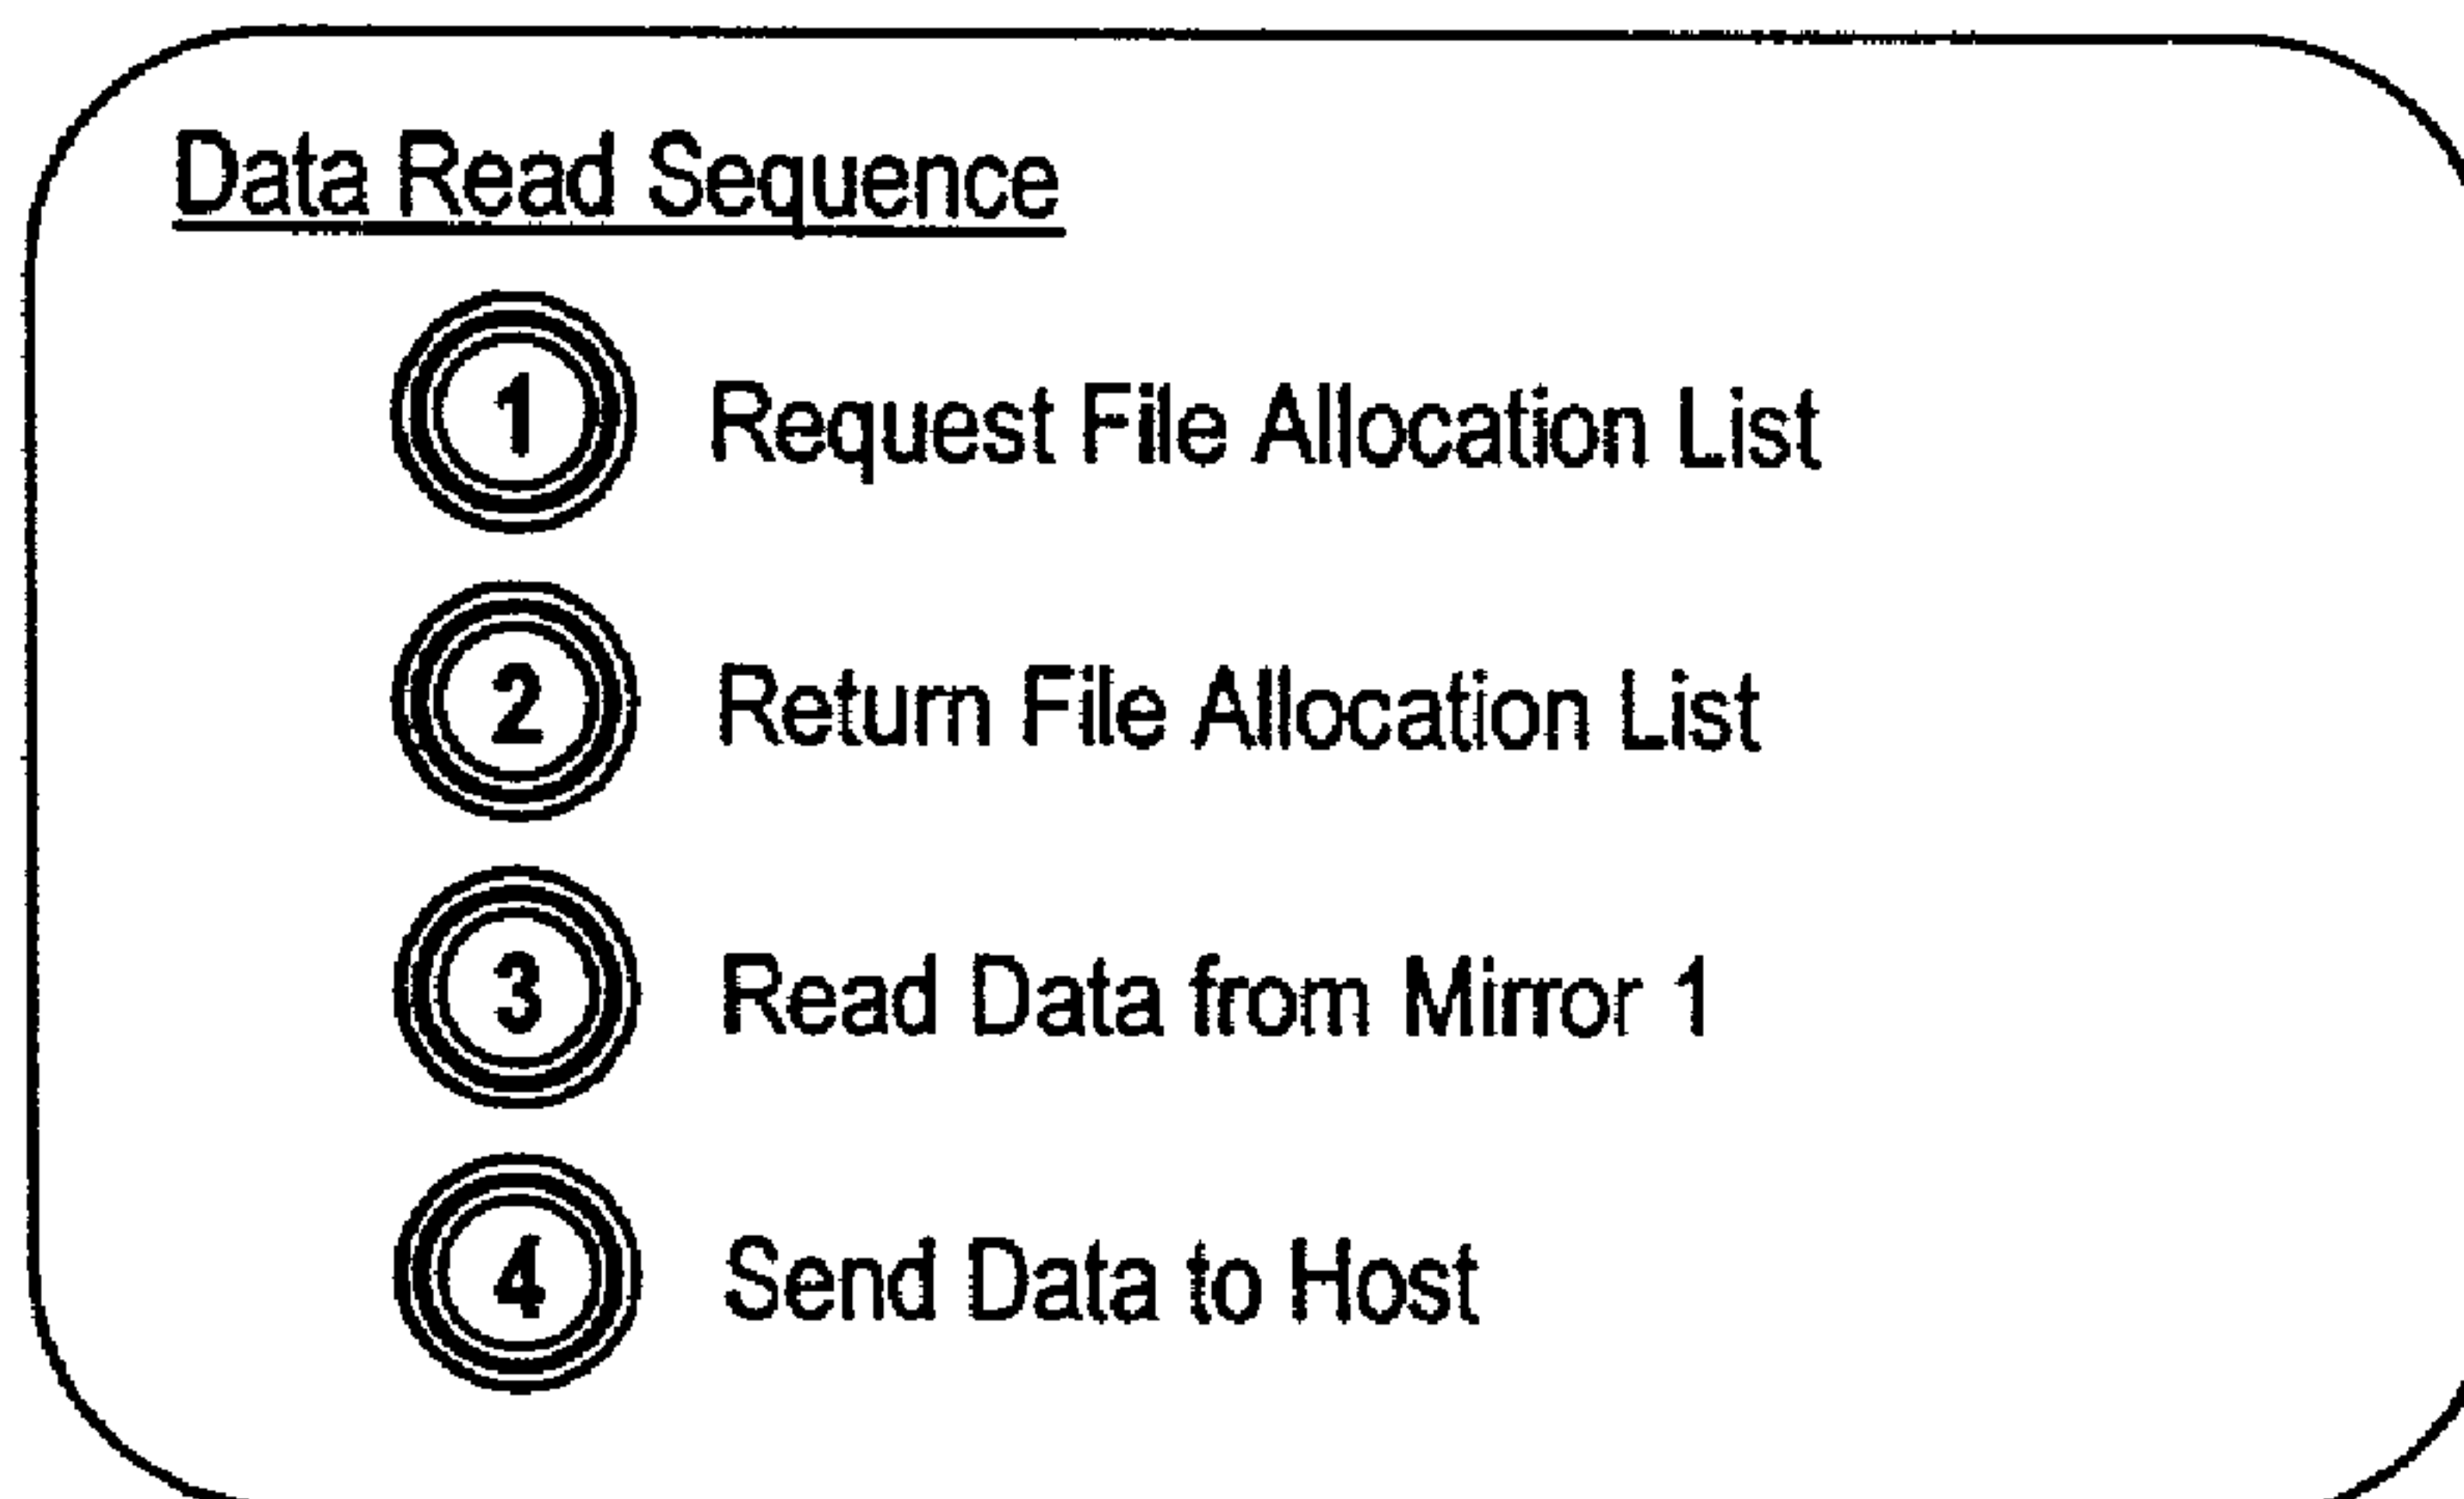 Data Read Sequence
1 Request File Allocation List
2 Return File Allocation List
3 Read Data from Mirror 1
4 Send Data to Host